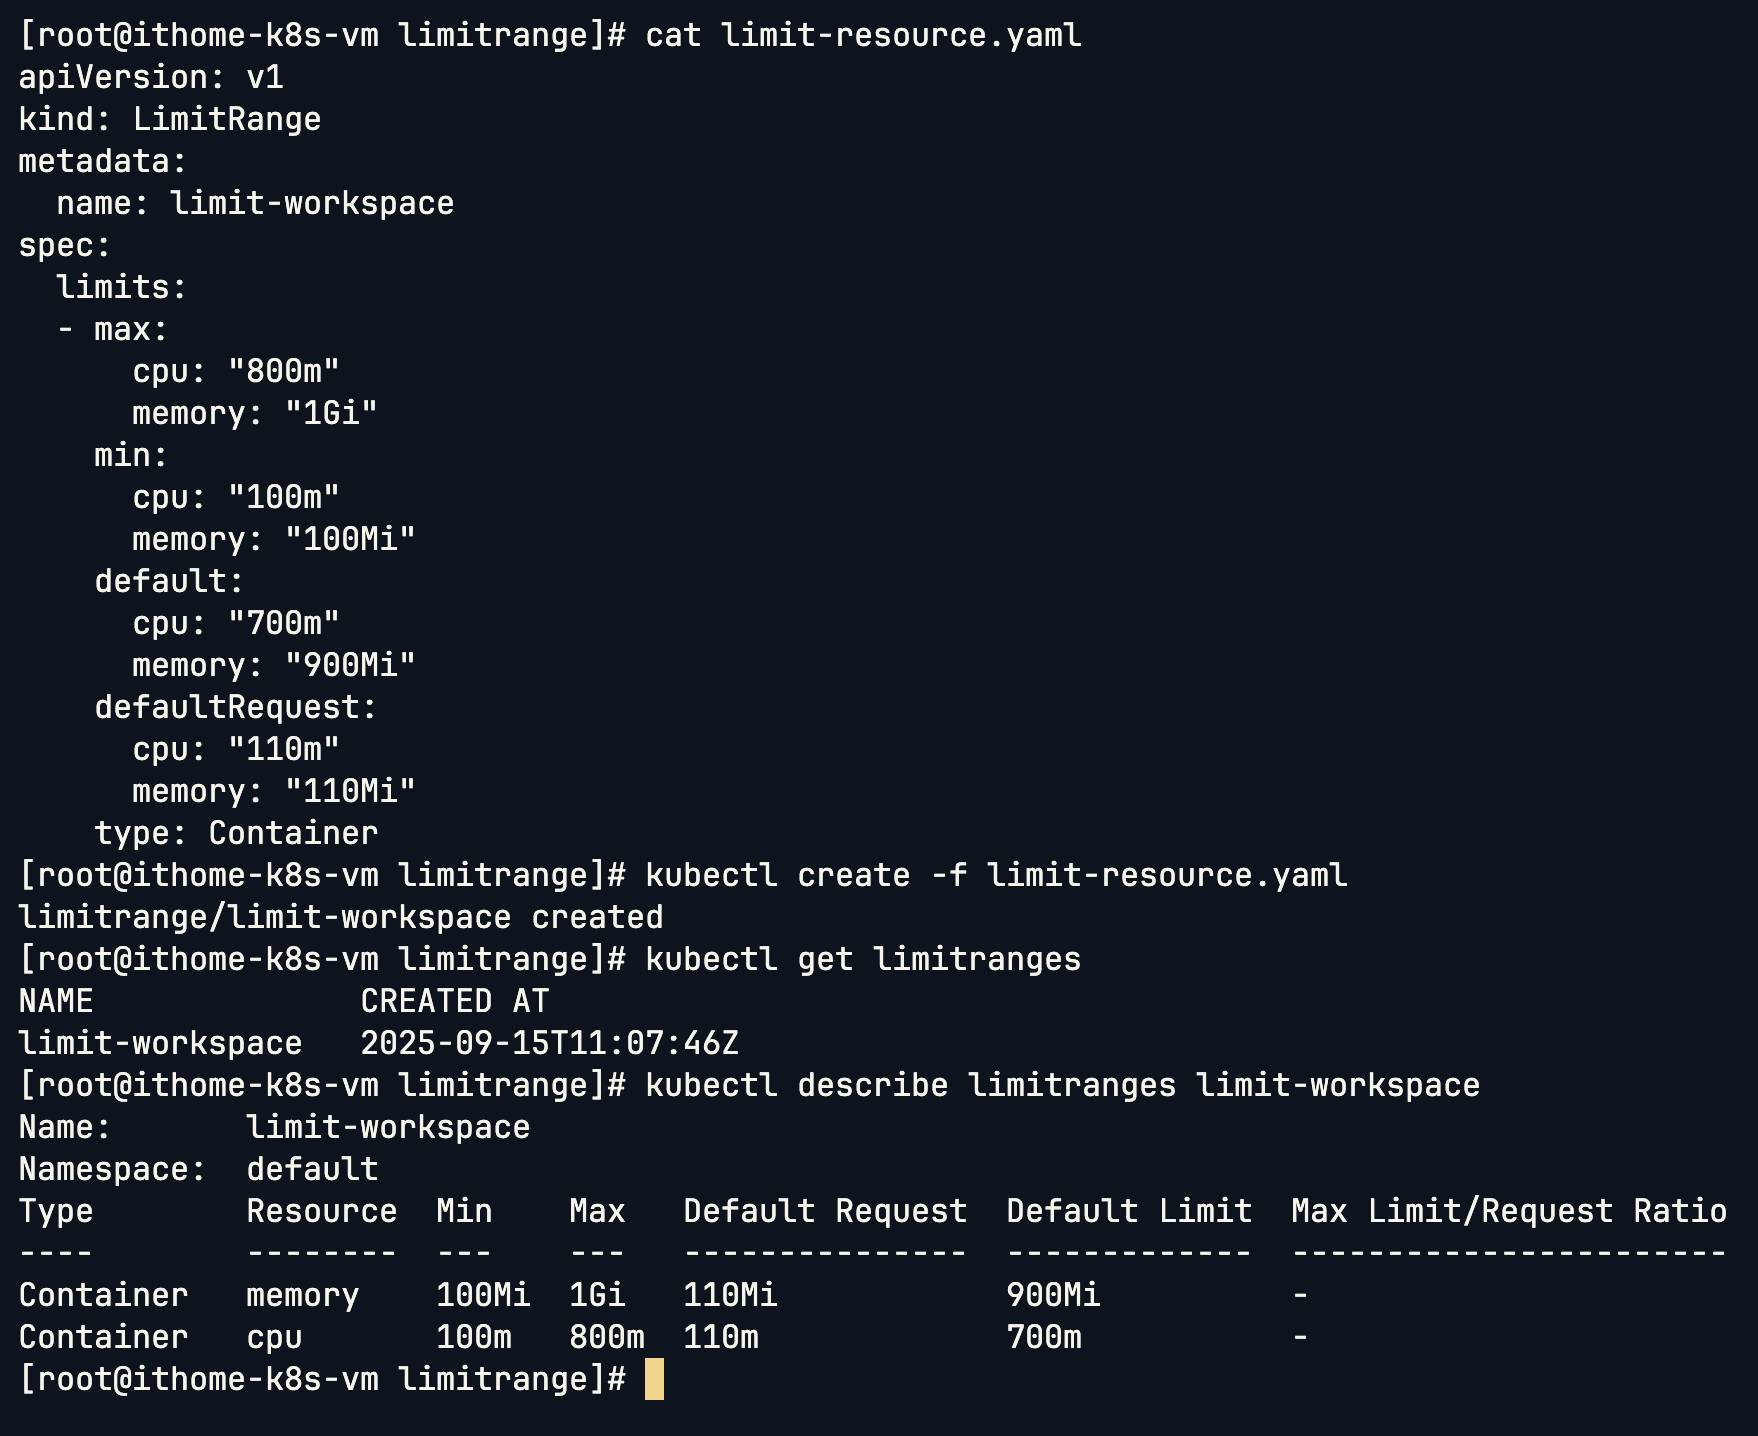 [root@ithome-k8s-vm limitrange]# cat limit-resource.yaml
apiVersion: v1
kind: LimitRange
metadata:
  name: limit-workspace
spec:
  limits:
  - max:
      cpu: "800m"
      memory: "1Gi"
    min:
      cpu: "100m"
      memory: "100Mi"
    default:
      cpu: "700m"
      memory: "900Mi"
    defaultRequest:
      cpu: "110m"
      memory: "110Mi"
    type: Container
[root@ithome-k8s-vm limitrange]# kubectl create -f limit-resource.yaml
limitrange/limit-workspace created
[root@ithome-k8s-vm limitrange]# kubectl get limitranges
NAME              CREATED AT
limit-workspace   2025-09-15T11:07:46Z
[root@ithome-k8s-vm limitrange]# kubectl describe limitranges limit-workspace
Name:       limit-workspace
Namespace:  default
Type        Resource  Min    Max   Default Request  Default Limit  Max Limit/Request Ratio
----        --------  ---    ---   ---------------  -------------  -----------------------
Container   memory    100Mi  1Gi   110Mi            900Mi          -
Container   cpu       100m   800m  110m             700m           -
[root@ithome-k8s-vm limitrange]#